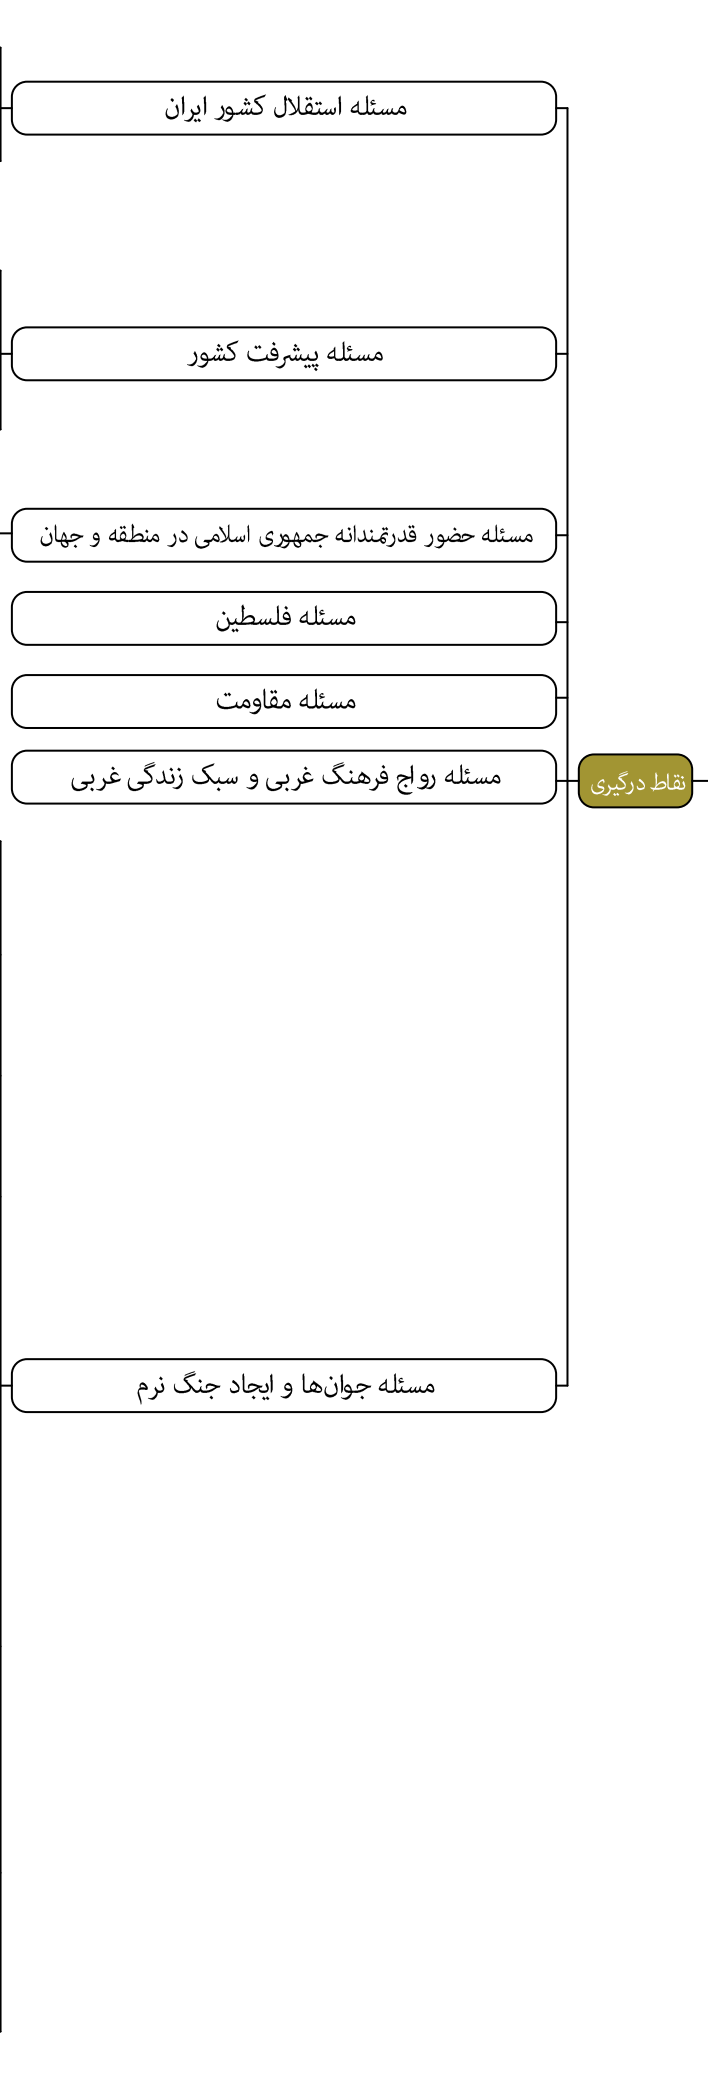 نقاط درگیری
مسئله استقلال کشور ایران
مسئله پیشرفت کشور
مسئله حضور قدرتمندانه جمهوری اسلامی در منطقه و جهان
مسئله فلسطین
مسئله مقاومت
مسئله رواج فرهنگ غربی و سبک زندگی غربی
مسئله جوان‌ها و ایجاد جنگ نرم